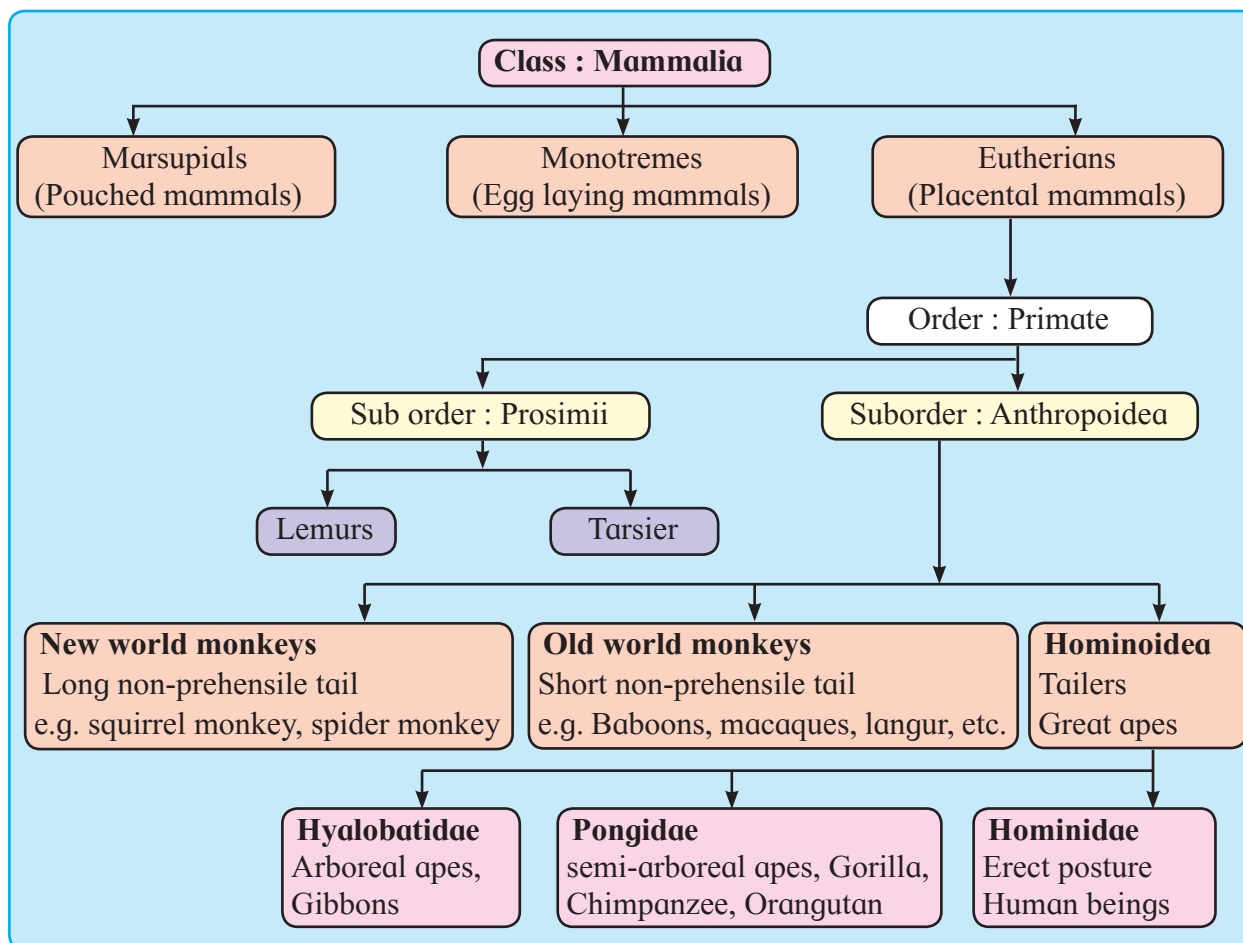 Class : Mammalia
Marsupials
(Pouched mammals)
Monotremes
(Egg laying mammals)
Eutherians
(Placental mammals)
Order : Primate
Sub order : Prosimii
Suborder : Anthropoidea
Lemurs
Tarsier
New world monkeys
Long non-prehensile tail
e.g. squirrel monkey, spider monkey
Old world monkeys
Short non-prehensile tail
e.g. Baboons, macaques, langur, etc.
Hominoidea
Tailers
Great apes
Hyalobatidae
Arboreal apes,
Gibbons
Pongidae
semi-arboreal apes, Gorilla,
Chimpanzee, Orangutan
Hominidae
Erect posture
Human beings